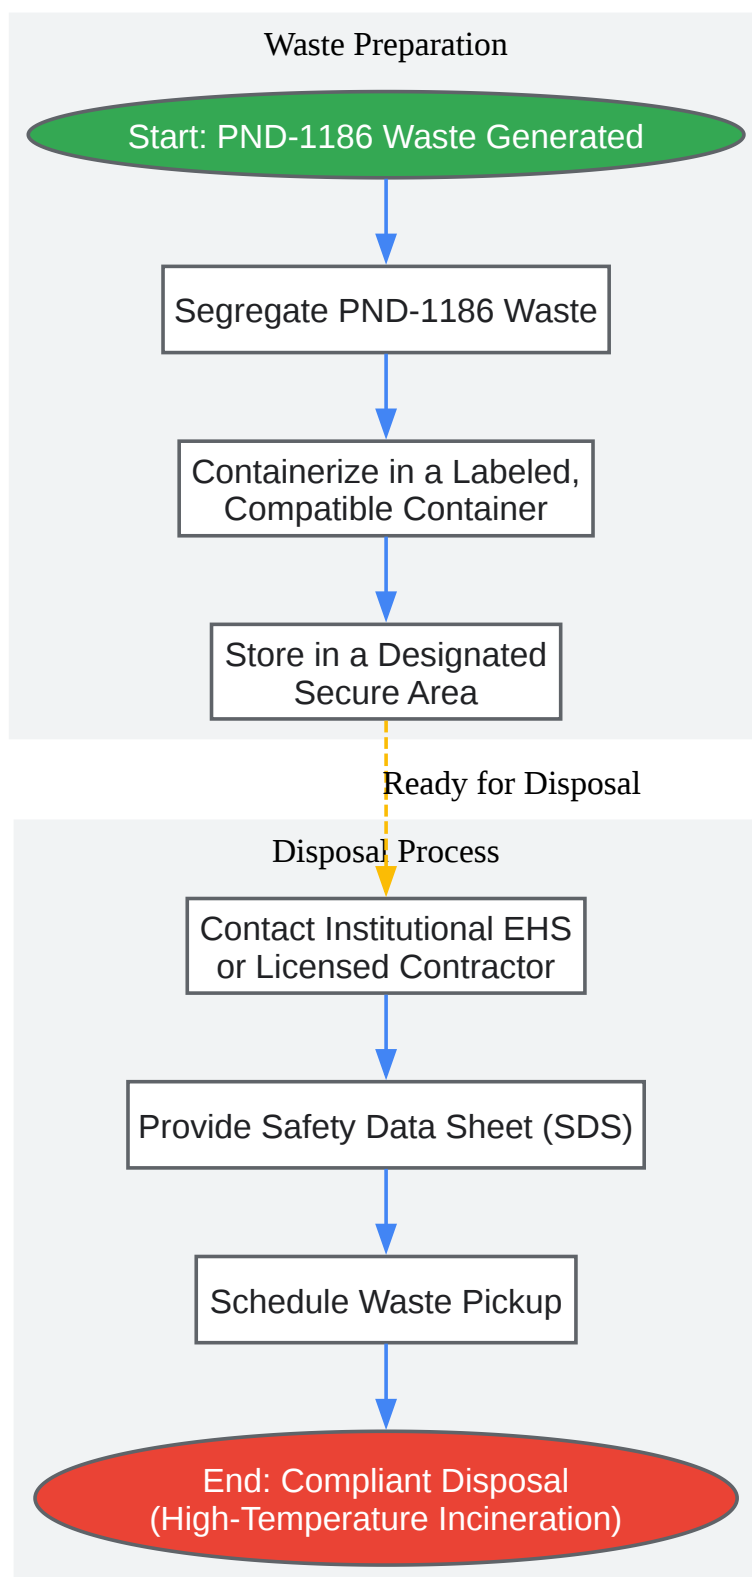 Waste Preparation
Start: PND-1186 Waste Generated
Segregate PND-1186 Waste
Containerize in a Labeled,
Compatible Container
Store in a Designated
Secure Area
Ready for Disposal
Disposal Process
Contact Institutional EHS
or Licensed Contractor
Provide Safety Data Sheet (SDS)
Schedule Waste Pickup
End: Compliant Disposal
(High-Temperature Incineration)